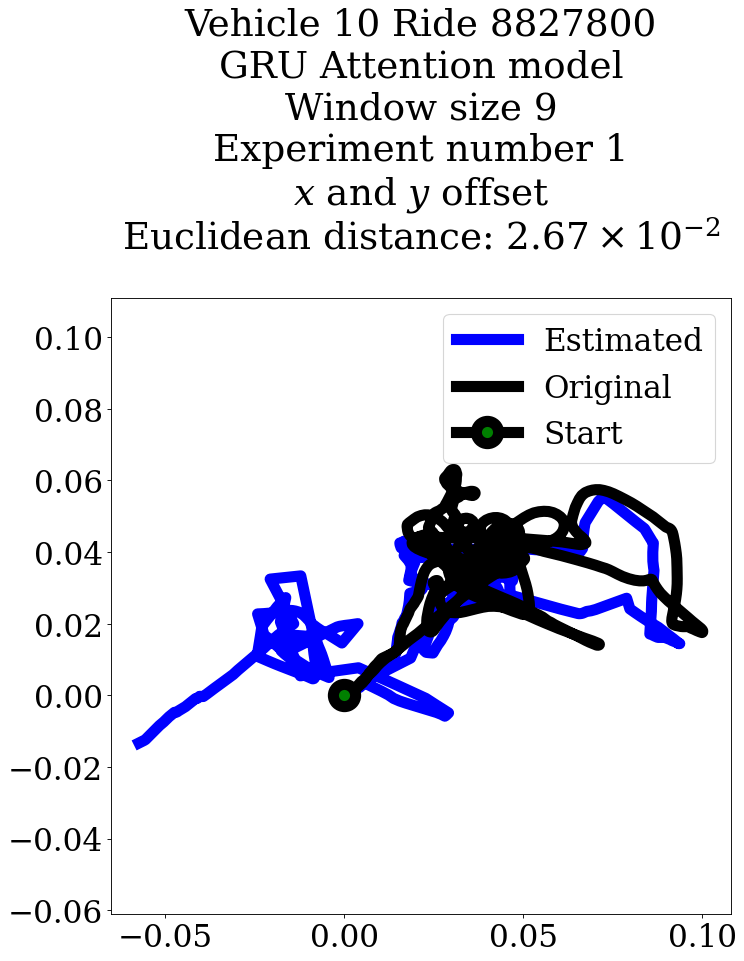 Vehicle 10 Ride 8827800
GRU Attention model
Window size 9
Experiment number 1
x and y offset
Euclidean distance: 2.67 × 10⁻²
Estimated
Original
Start
0.10
0.08
0.06
0.04
0.02
0.00
−0.02
−0.04
−0.06
−0.05
0.00
0.05
0.10